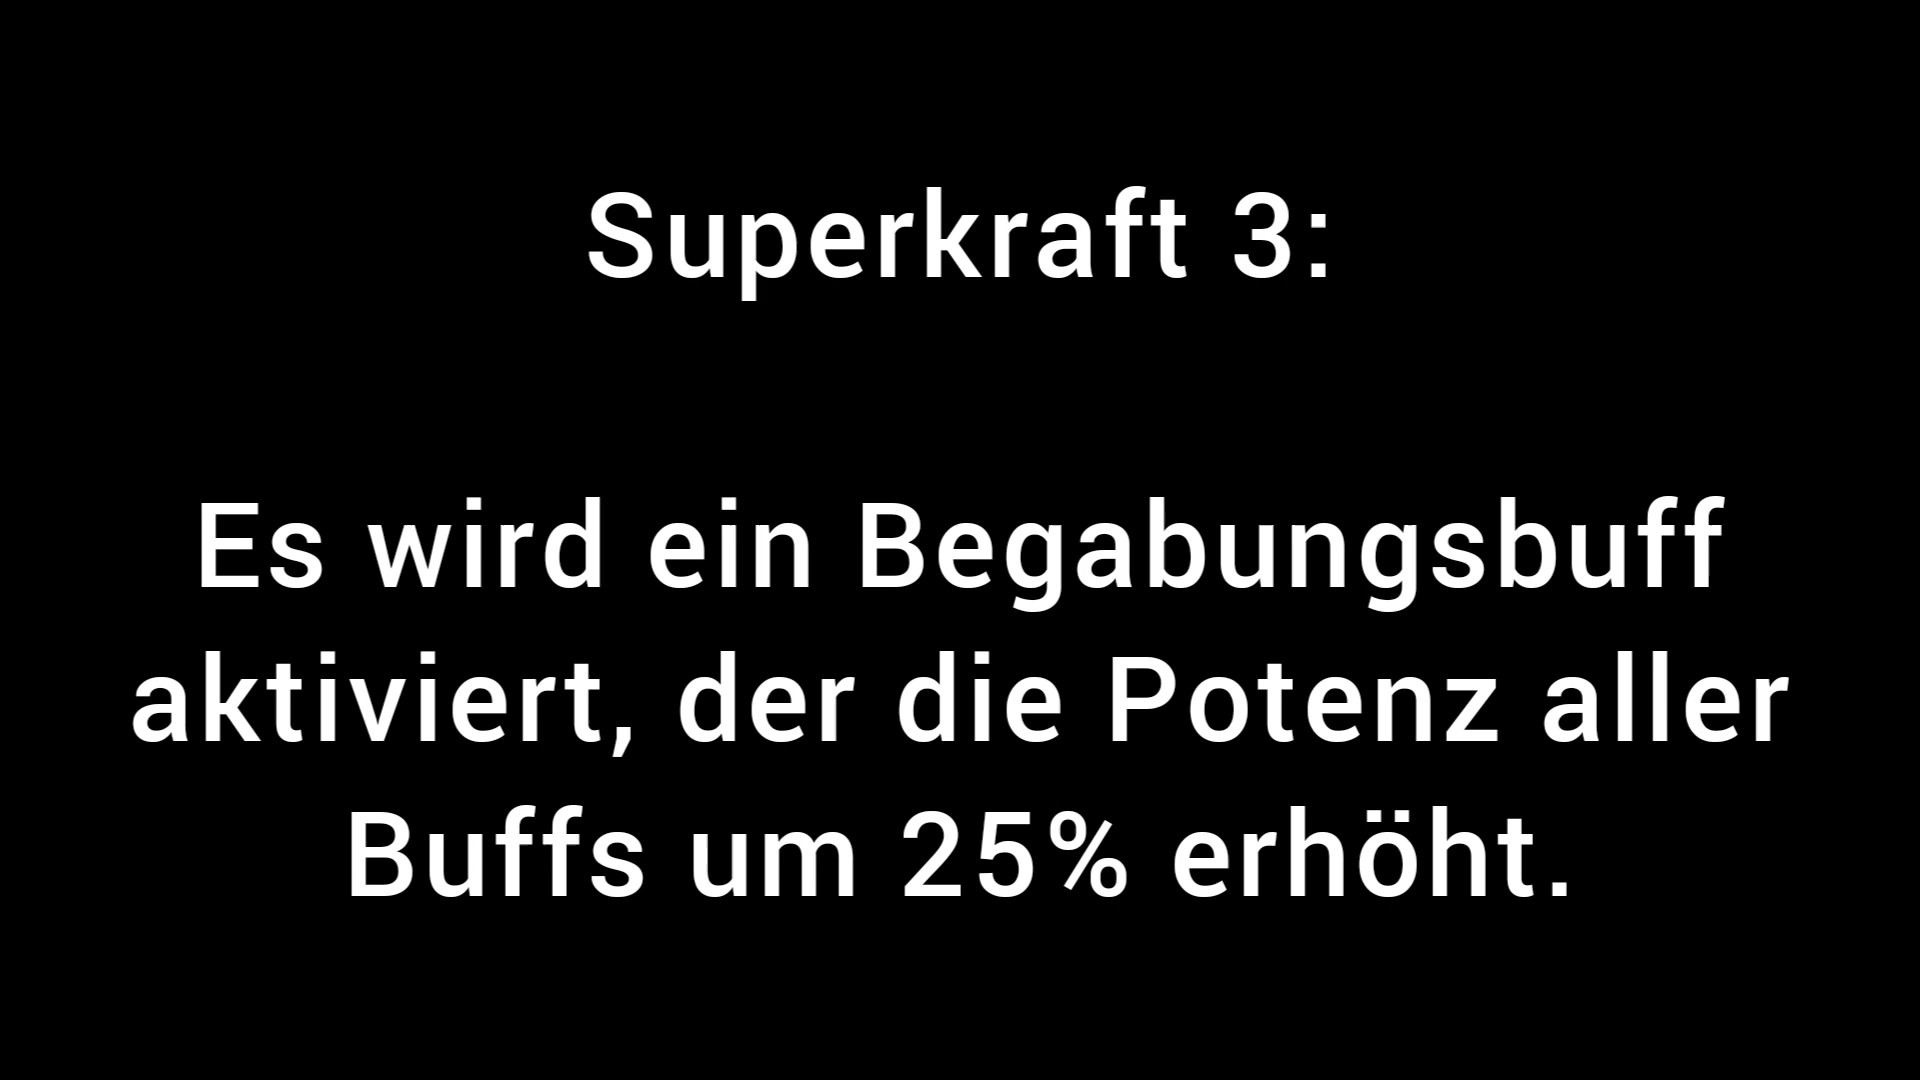 Superkraft 3:
Es wird ein Begabungsbuff
aktiviert, der die Potenz aller
Buffs um 25% erhöht.